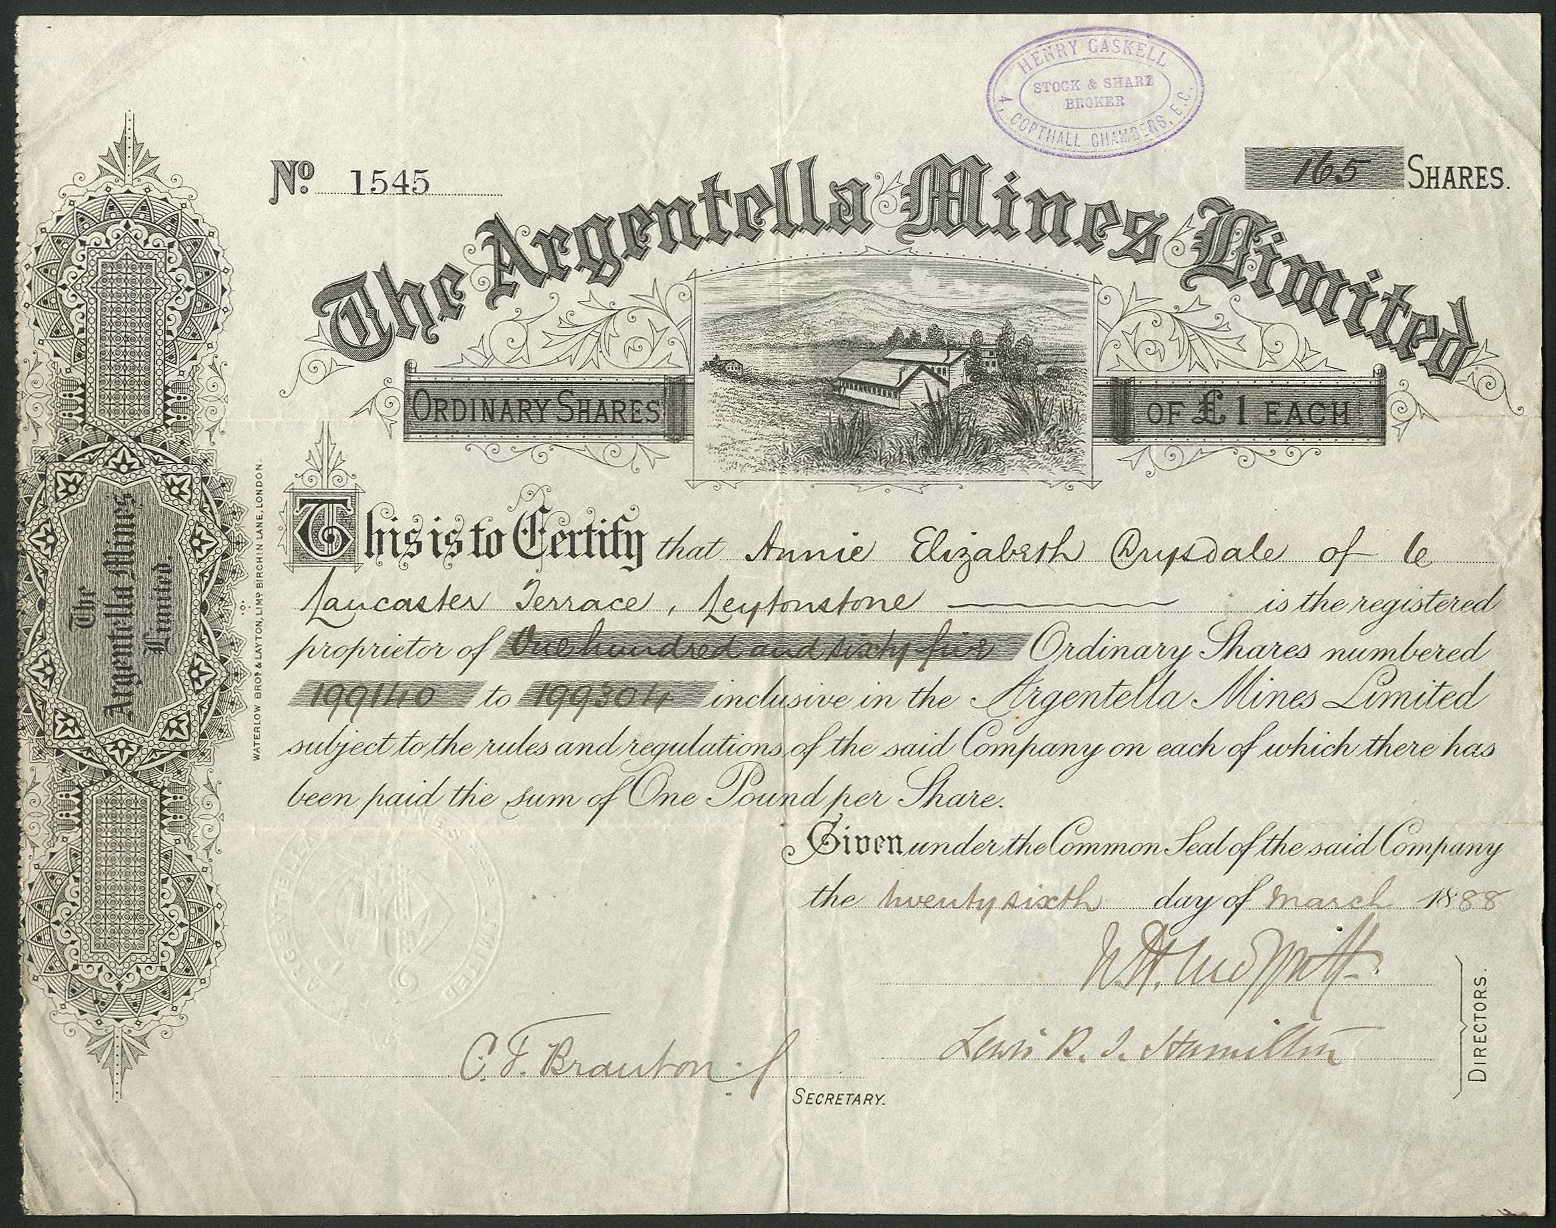 HENRY GASKELL
STOCK & SHARE
BROKER
4, COPTHALL CHAMBERS, E.C.
No. 1545
165 SHARES.
The Argentella Mines Limited
ORDINARY SHARES OF £1 EACH
This is to Certify that Annie Elizabeth Drysdale of 6
Lancaster Terrace, Leytonstone is the registered
proprietor of One hundred and sixty five Ordinary Shares numbered
199140 to 199304 inclusive in the Argentella Mines Limited
subject to the rules and regulations of the said Company on each of which there has
been paid the sum of One Pound per Share.
Given under the Common Seal of the said Company
the twenty sixth day of March 1888
Lewis R. S. Hamilton
DIRECTORS.
C. F. Branton
SECRETARY.
The
Argentella Mines
Limited.
WATERLOW BROS. & LAYTON, LIMD. BIRCHIN LANE, LONDON.
ARGENTELLA MINES LIMITED